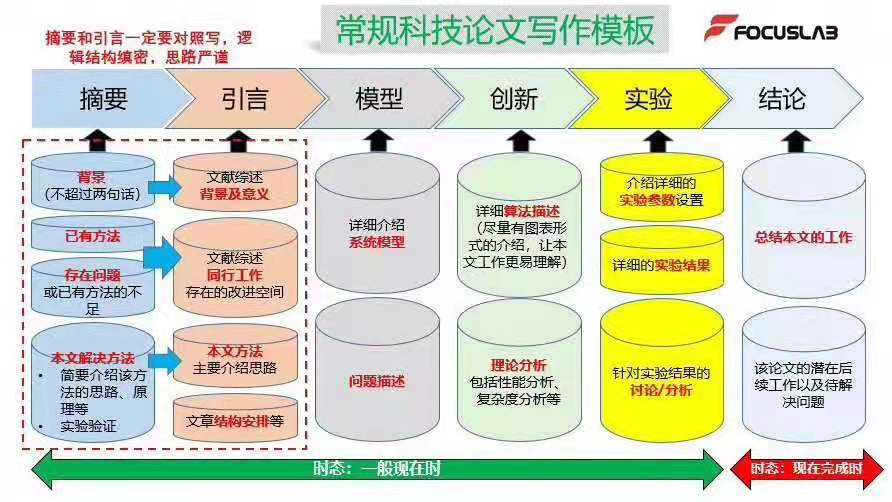 摘要和引言一定要对照写，逻
辑结构缜密，思路严谨
常规科技论文写作模板
FOCUSLAB
摘要
引言
模型
创新
实验
结论
背景
（不超过两句话）
已有方法
存在问题
或已有方法的不
足
本文解决方法
• 简要介绍该方
法的思路、原
理等
• 实验验证
文献综述
背景及意义
文献综述
同行工作
存在的改进空间
本文方法
主要介绍思路
文章结构安排等
详细介绍
系统模型
问题描述
详细算法描述
（尽量有图表形
式的介绍，让本
文工作更易理解）
理论分析
包括性能分析、
复杂度分析等
介绍详细的
实验参数设置
详细的实验结果
针对实验结果的
讨论/分析
总结本文的工作
该论文的潜在后
续工作以及待解
决问题
时态：一般现在时
时态：现在完成时